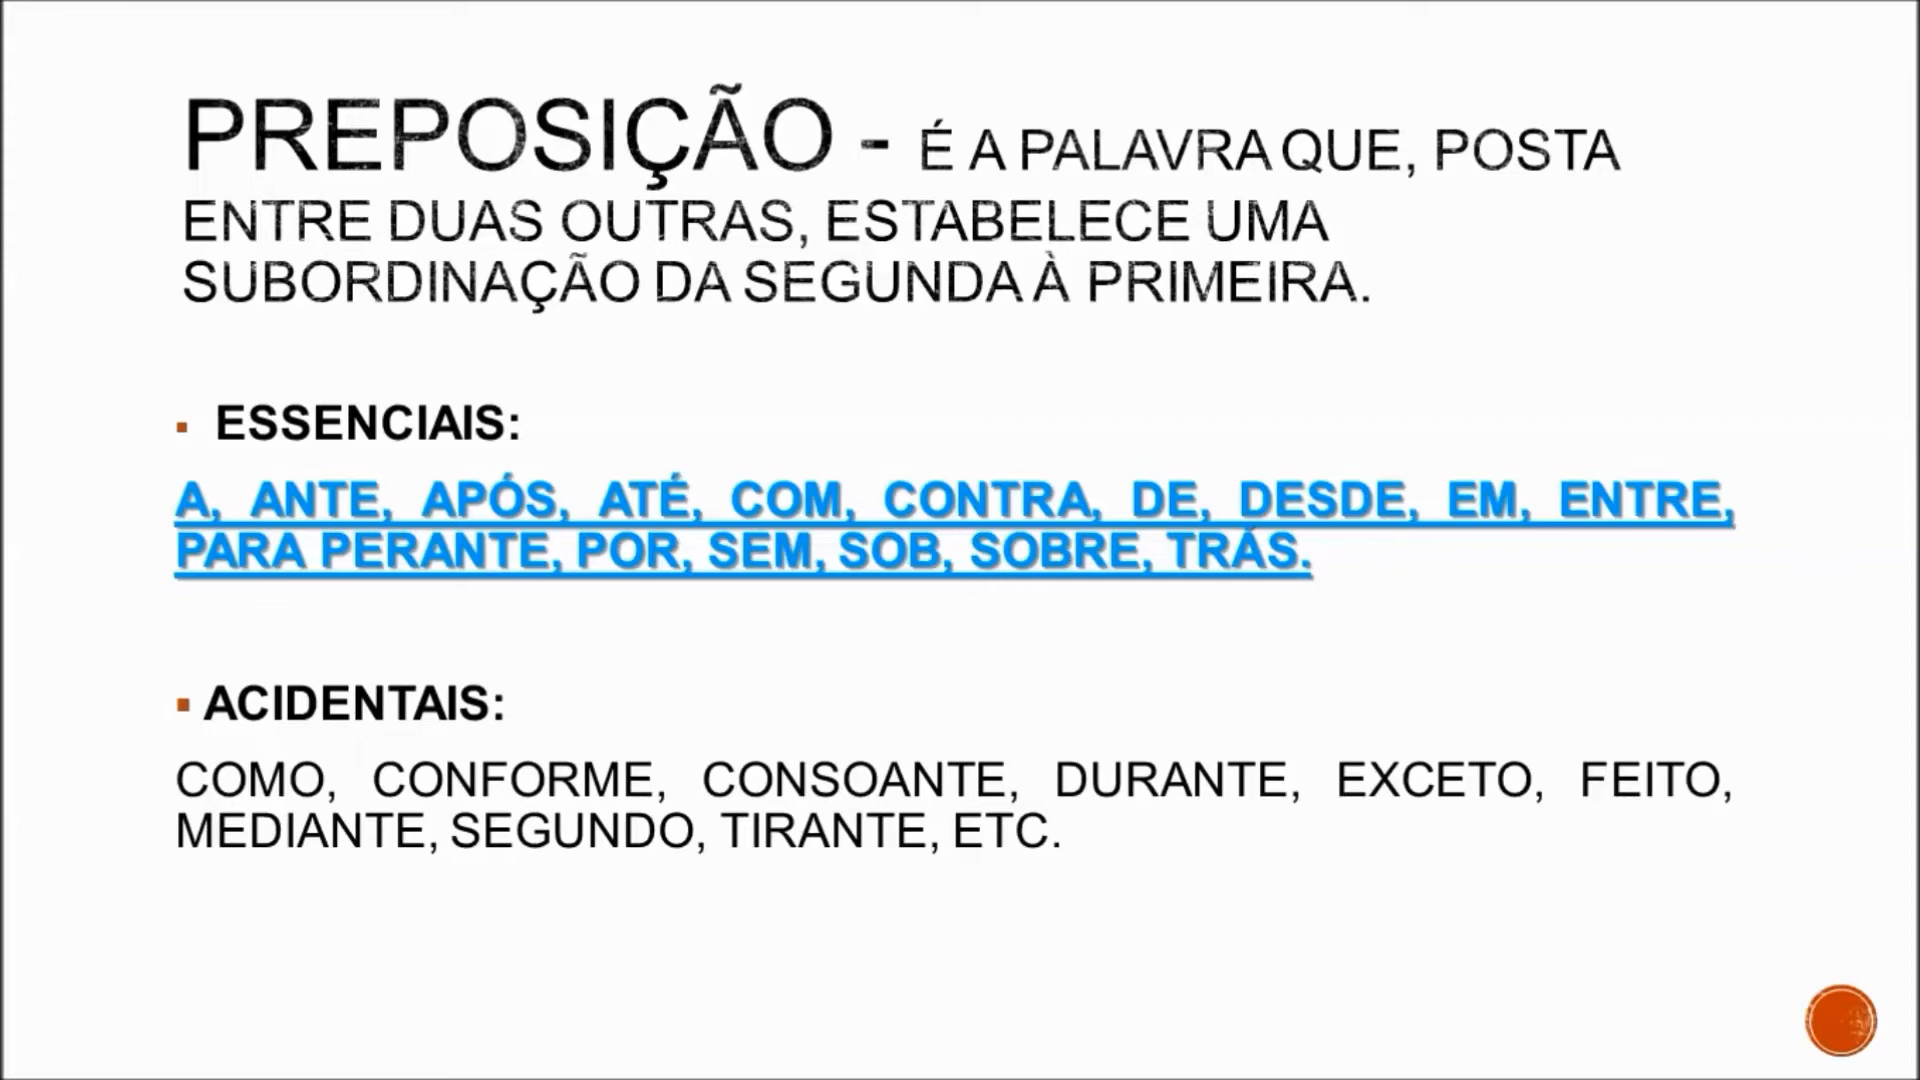 PREPOSIÇÃO - É A PALAVRA QUE, POSTA
ENTRE DUAS OUTRAS, ESTABELECE UMA
SUBORDINAÇÃO DA SEGUNDA À PRIMEIRA.
▪ ESSENCIAIS:
A, ANTE, APÓS, ATÉ, COM, CONTRA, DE, DESDE, EM, ENTRE,
PARA PERANTE, POR, SEM, SOB, SOBRE, TRÁS.
▪ ACIDENTAIS:
COMO, CONFORME, CONSOANTE, DURANTE, EXCETO, FEITO,
MEDIANTE, SEGUNDO, TIRANTE, ETC.